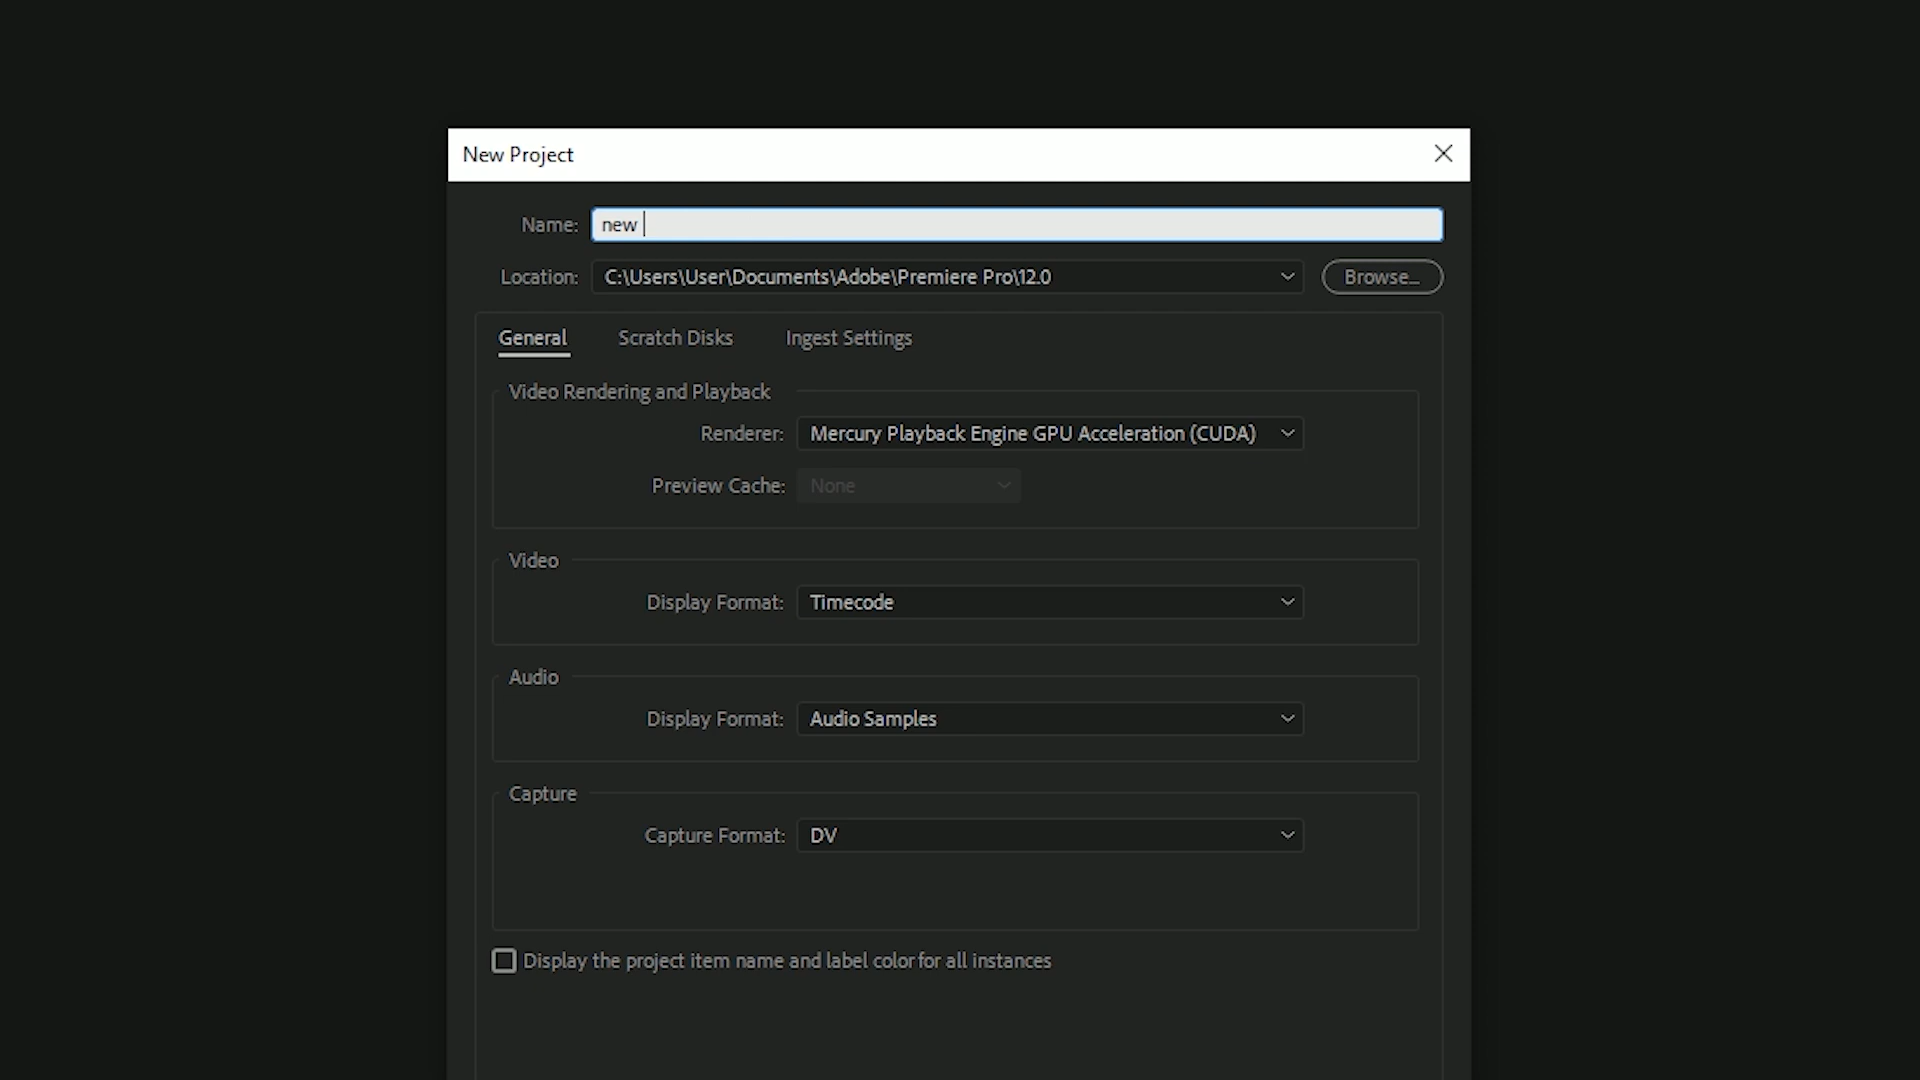 New Project
Name: new
Location: C:\Users\User\Documents\Adobe\Premiere Pro\12.0 Browse...
General Scratch Disks Ingest Settings
Video Rendering and Playback
Renderer: Mercury Playback Engine GPU Acceleration (CUDA)
Preview Cache: None
Video
Display Format: Timecode
Audio
Display Format: Audio Samples
Capture
Capture Format: DV
Display the project item name and label color for all instances